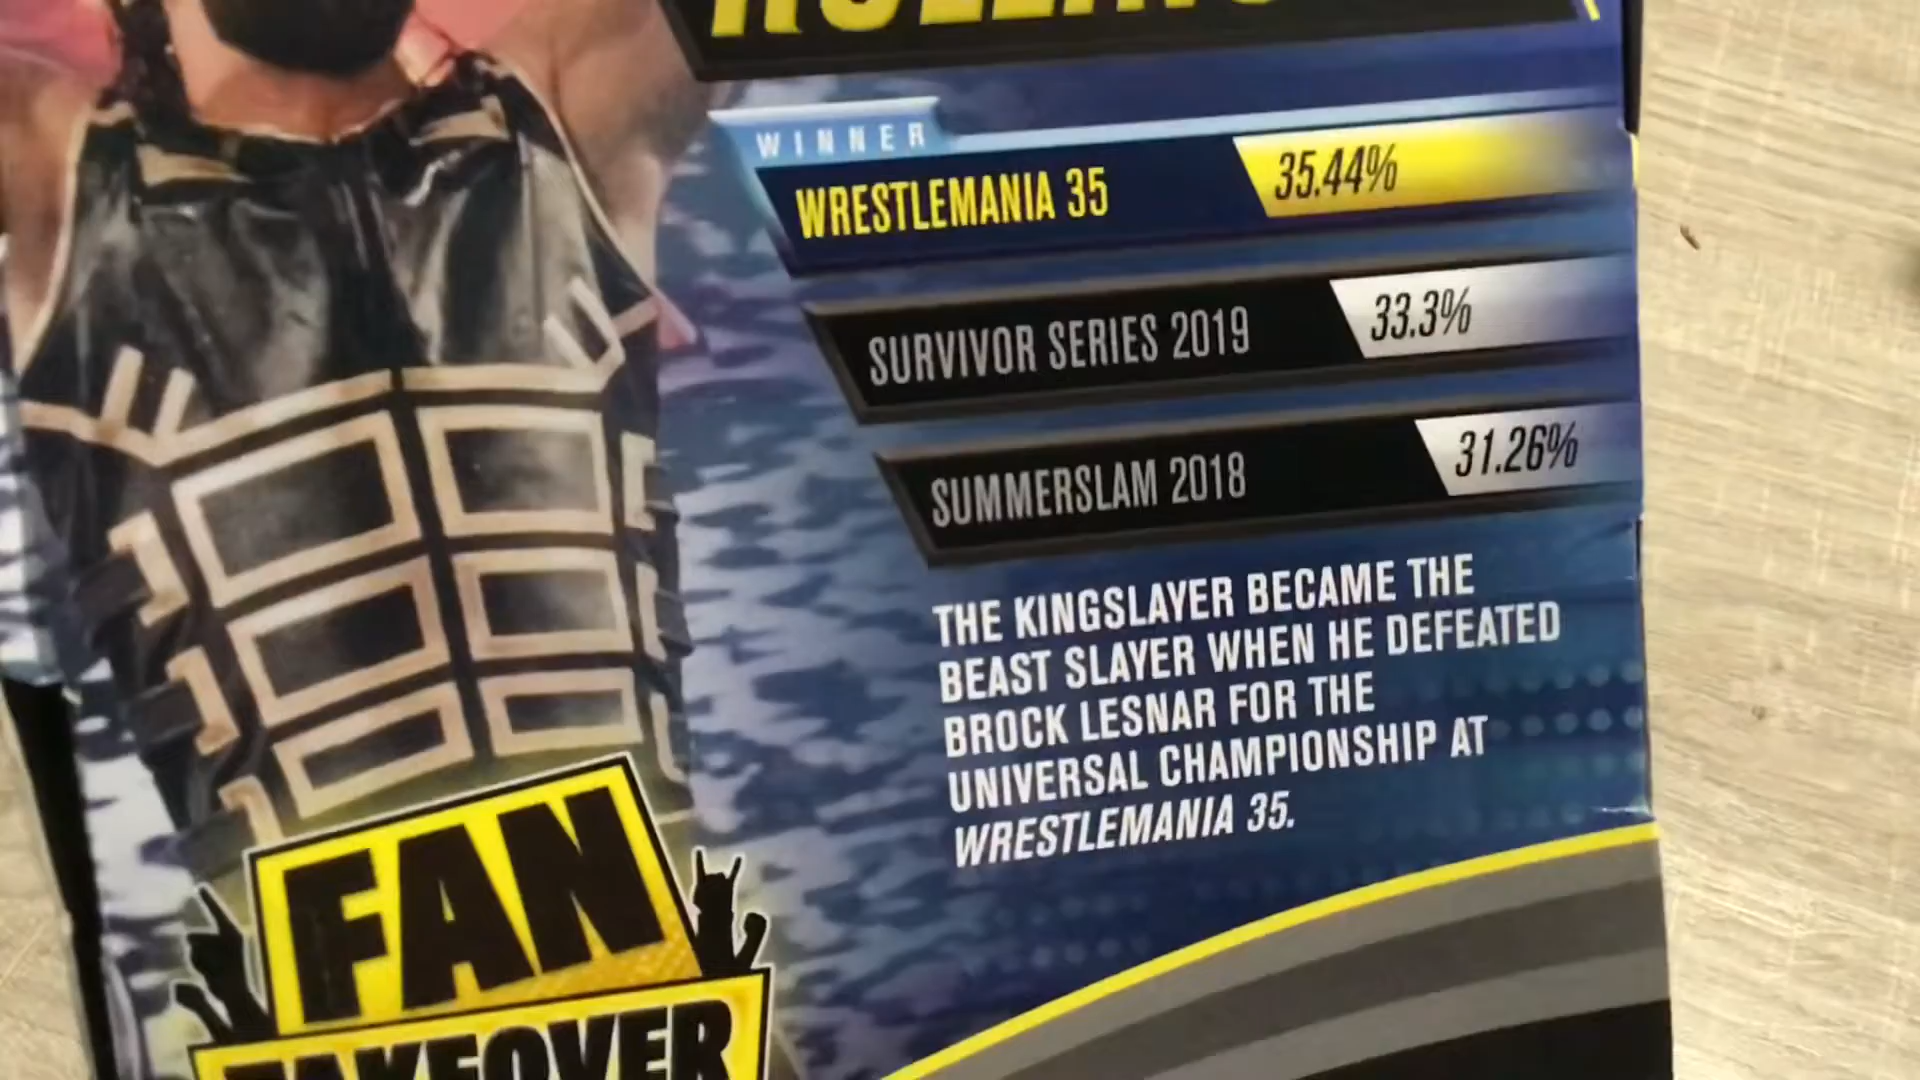 WINNER
WRESTLEMANIA 35 35.44%
SURVIVOR SERIES 2019 33.3%
SUMMERSLAM 2018 31.26%
THE KINGSLAYER BECAME THE
BEAST SLAYER WHEN HE DEFEATED
BROCK LESNAR FOR THE
UNIVERSAL CHAMPIONSHIP AT
WRESTLEMANIA 35.
FAN
TAKEOVER